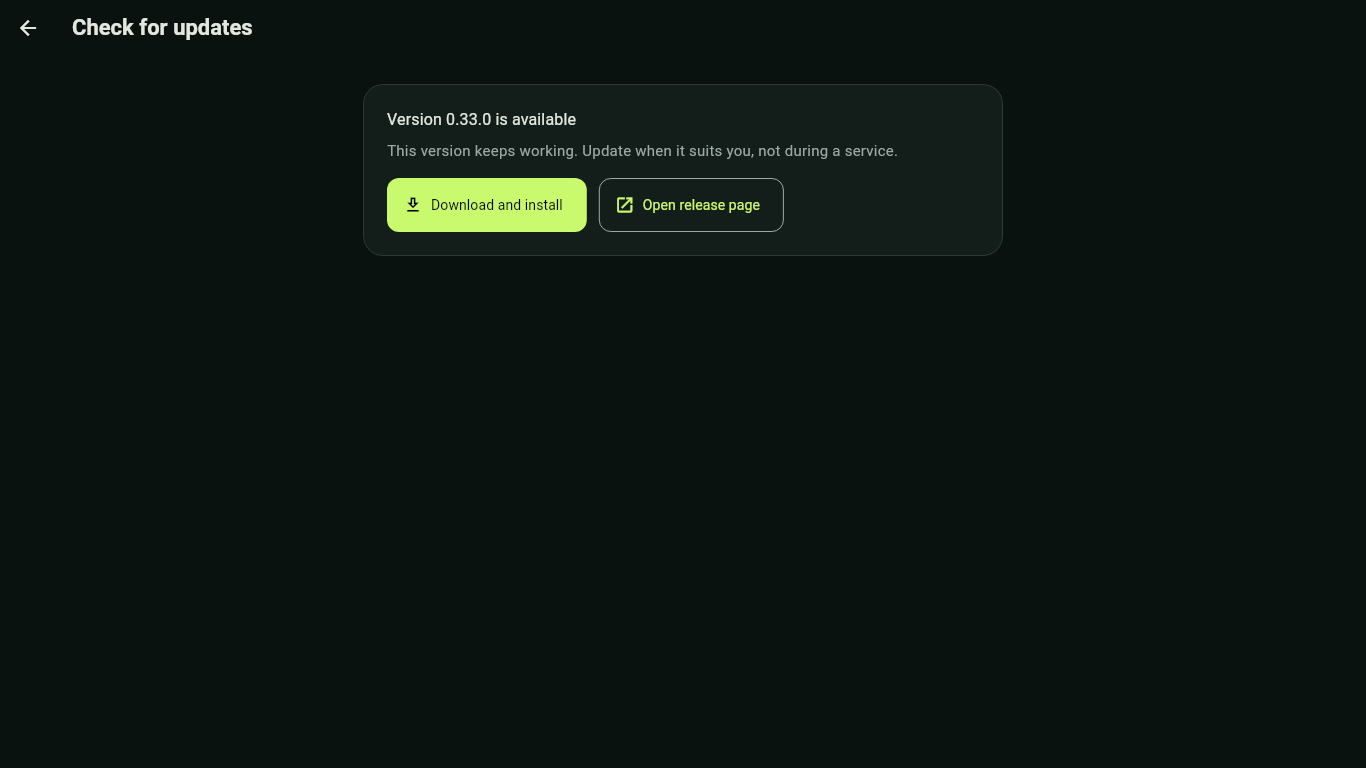 Check for updates
Version 0.33.0 is available
This version keeps working. Update when it suits you, not during a service.
Download and install
Open release page